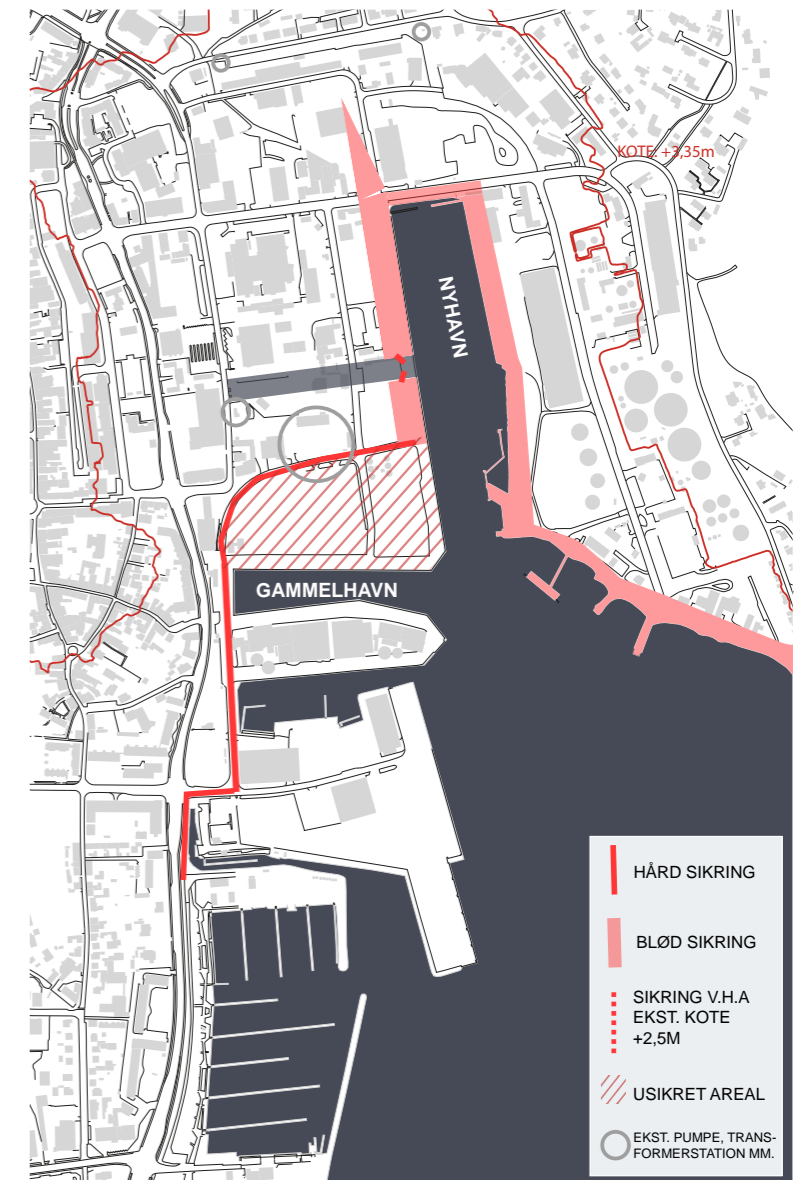 KOTE: +3,35m
NYHAVN
GAMMELHAVN
HÅRD SIKRING
BLØD SIKRING
SIKRING V.H.A
EKST. KOTE
+2,5M
USIKRET AREAL
EKST. PUMPE, TRANS-
FORMERSTATION MM.